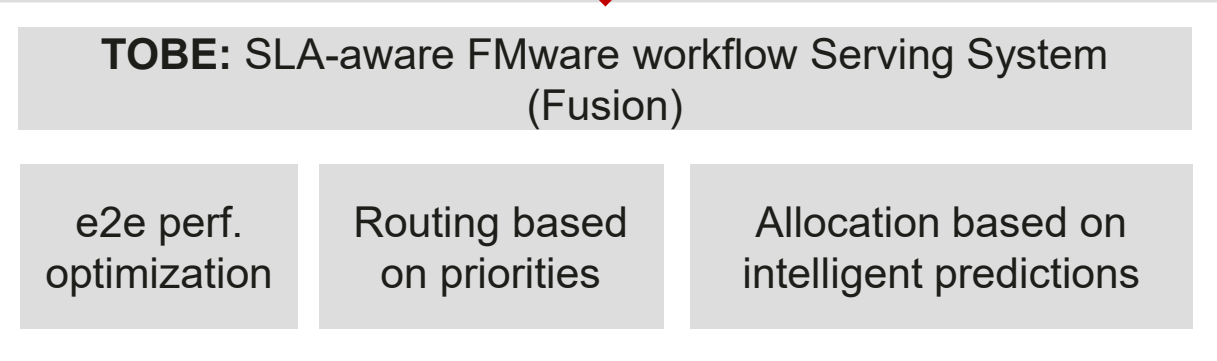 TOBE: SLA-aware FMware workflow Serving System
(Fusion)
e2e perf.
optimization
Routing based
on priorities
Allocation based on
intelligent predictions